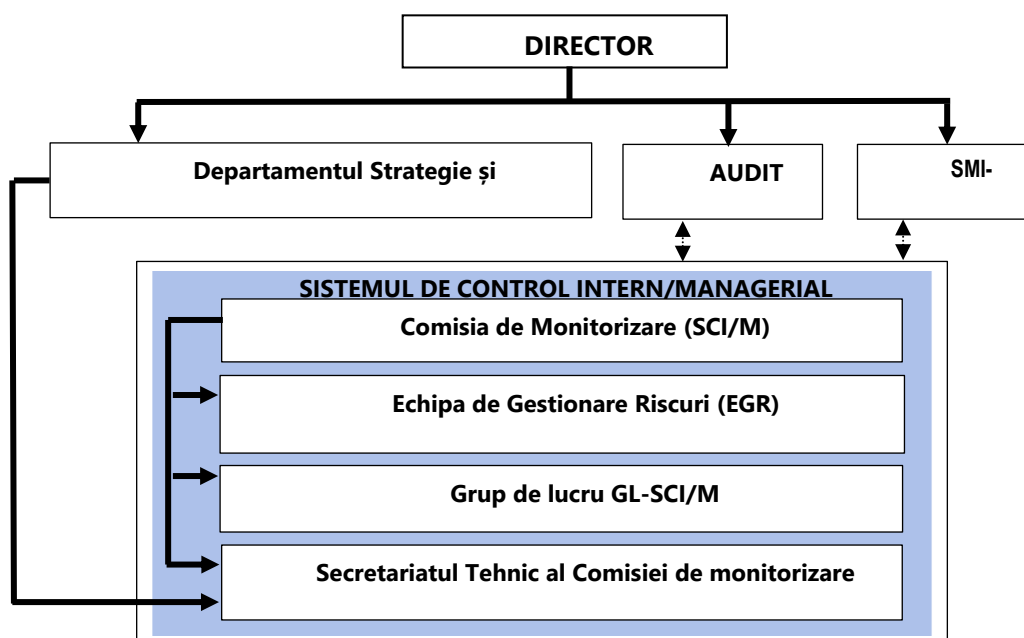 DIRECTOR
Departamentul Strategie și
AUDIT
SMI-
SISTEMUL DE CONTROL INTERN/MANAGERIAL
Comisia de Monitorizare (SCI/M)
Echipa de Gestionare Riscuri (EGR)
Grup de lucru GL-SCI/M
Secretariatul Tehnic al Comisiei de monitorizare